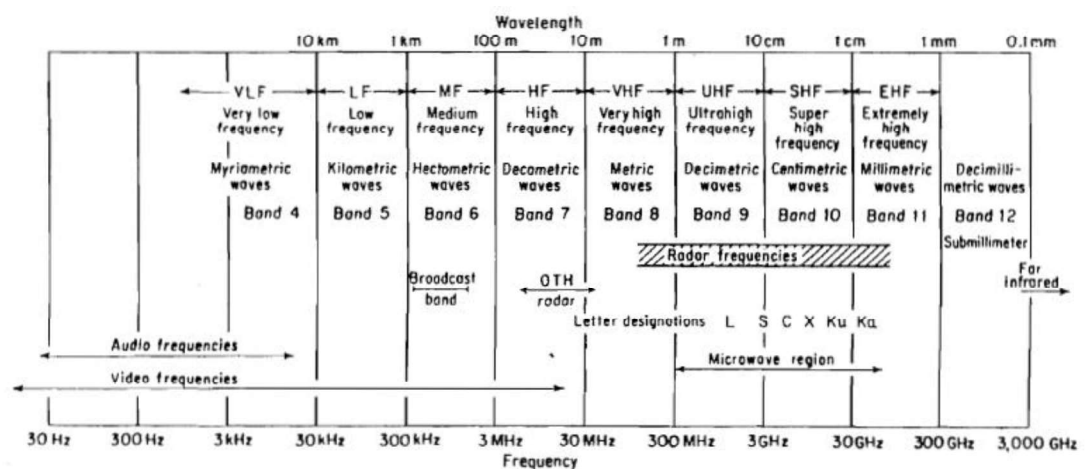 Wavelength
10 km 1 km 100 m 10 m 1 m 10 cm 1 cm 1 mm 0.1 mm
VLF LF MF HF VHF UHF SHF EHF
Very low Low Medium High Very high Ultrahigh Super Extremely
frequency frequency frequency frequency frequency frequency high high
frequency frequency
Myriametric Kilometric Hectometric Decametric Metric Decimetric Centimetric Millimetric Decimilli-
waves waves waves waves waves waves waves waves metric waves
Band 4 Band 5 Band 6 Band 7 Band 8 Band 9 Band 10 Band 11 Band 12
Radar frequencies Submillimeter
Broadcast OTH Far
band radar infrared
Letter designations L S C X Ku Ka
Audio frequencies Microwave region
Video frequencies
30 Hz 300 Hz 3 kHz 30 kHz 300 kHz 3 MHz 30 MHz 300 MHz 3 GHz 30 GHz 300 GHz 3,000 GHz
Frequency